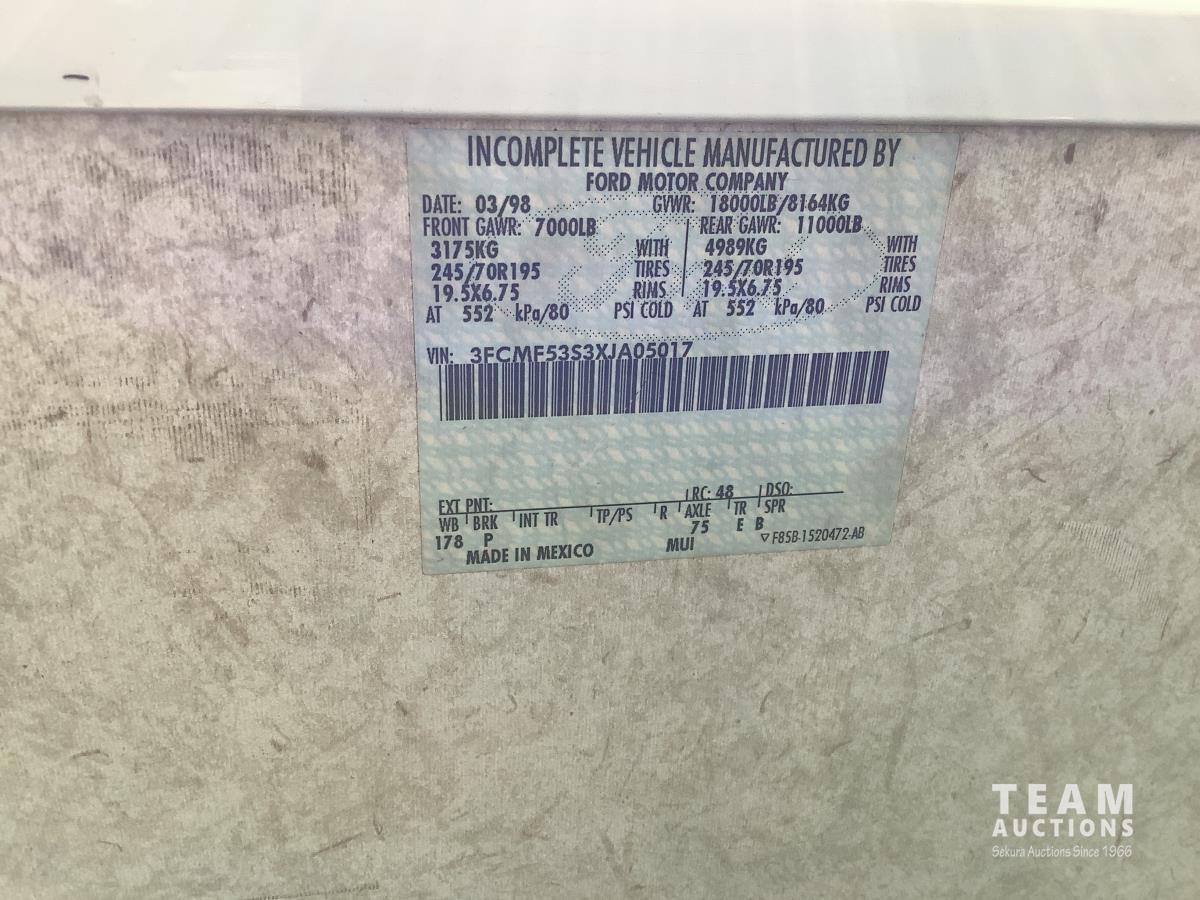 INCOMPLETE VEHICLE MANUFACTURED BY
FORD MOTOR COMPANY
DATE: 03/98 GVWR: 18000LB/8164KG
FRONT GAWR: 7000LB REAR GAWR: 11000LB
3175KG WITH 4989KG WITH
245/70R195 TIRES 245/70R195 TIRES
19.5X6.75 RIMS 19.5X6.75 RIMS
AT 552 kPa/80 PSI COLD AT 552 kPa/80 PSI COLD
VIN: 3FCMF53S3XJA05017
EXT PNT: RC: 48 DSO:
WB BRK INT TR TP/PS R AXLE TR SPR
178 P 75 E B
MADE IN MEXICO MUI F85B-1520472-AB
TEAM
AUCTIONS
Sekura Auctions Since 1966